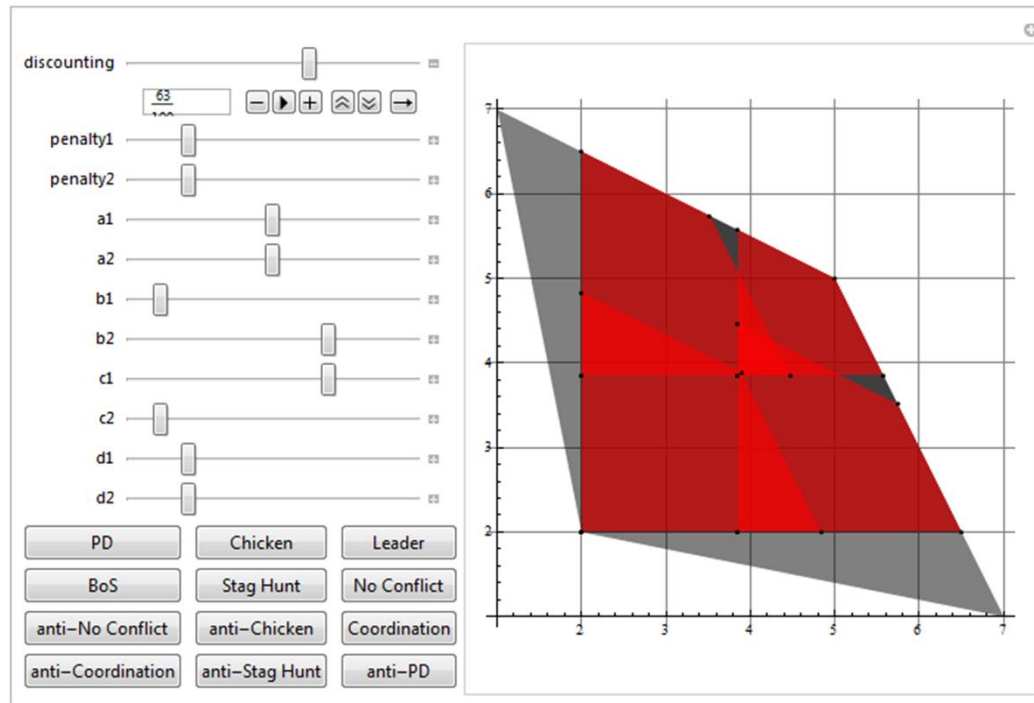 discounting
63
penalty1
penalty2
a1
a2
b1
b2
c1
c2
d1
d2
PD Chicken Leader
BoS Stag Hunt No Conflict
anti-No Conflict anti-Chicken Coordination
anti-Coordination anti-Stag Hunt anti-PD
7
6
5
4
3
2
2 3 4 5 6 7